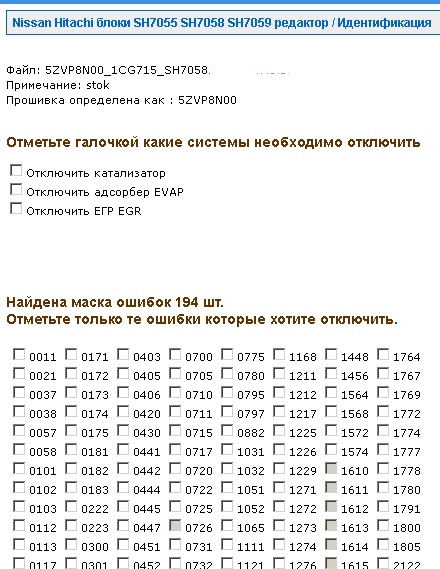 Nissan Hitachi блоки SH7055 SH7058 SH7059 редактор / Идентификация
Файл: 5ZVP8N00_1CG715_SH7058.
Примечание: stok
Прошивка определена как : 5ZVP8N00
Отметьте галочкой какие системы необходимо отключить
Отключить катализатор
Отключить адсорбер EVAP
Отключить ЕГР EGR
Найдена маска ошибок 194 шт.
Отметьте только те ошибки которые хотите отключить.
0011 0171 0403 0700 0775 1168 1448 1764
0021 0172 0405 0705 0780 1211 1456 1767
0037 0173 0406 0710 0795 1212 1564 1769
0038 0174 0420 0711 0797 1217 1568 1772
0057 0175 0430 0715 0882 1225 1572 1774
0058 0181 0441 0717 1031 1226 1574 1777
0101 0182 0442 0720 1032 1229 1610 1778
0102 0183 0444 0722 1051 1271 1611 1780
0103 0222 0445 0725 1052 1272 1612 1791
0112 0223 0447 0726 1065 1273 1613 1800
0113 0300 0451 0731 1111 1274 1614 1805
0117 0301 0452 0732 1121 1276 1615 2122